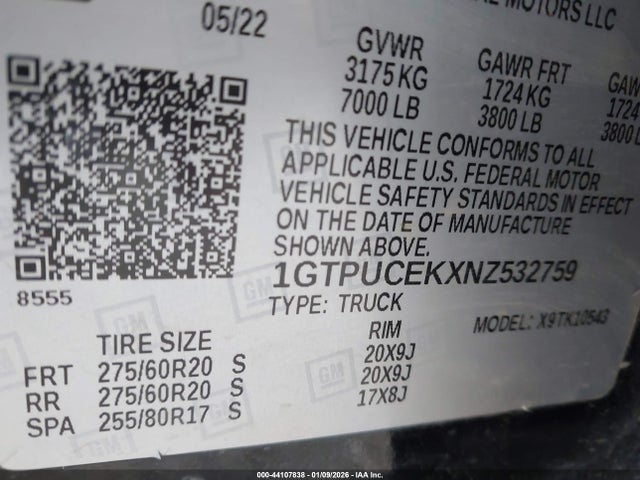 MOTORS LLC
05/22
GVWR GAWR FRT
3175 KG 1724 KG 1724
7000 LB 3800 LB 3800
THIS VEHICLE CONFORMS TO ALL
APPLICABLE U.S. FEDERAL MOTOR
VEHICLE SAFETY STANDARDS IN EFFECT
ON THE DATE OF MANUFACTURE
SHOWN ABOVE.
1GTPUCEKXNZ532759
8555
TYPE: TRUCK
MODEL: X9TK10543
TIRE SIZE RIM
FRT 275/60R20 S 20X9J
RR 275/60R20 S 20X9J
SPA 255/80R17 S 17X8J
GM
000-44107838 | 01/09/2026 | IAA Inc.